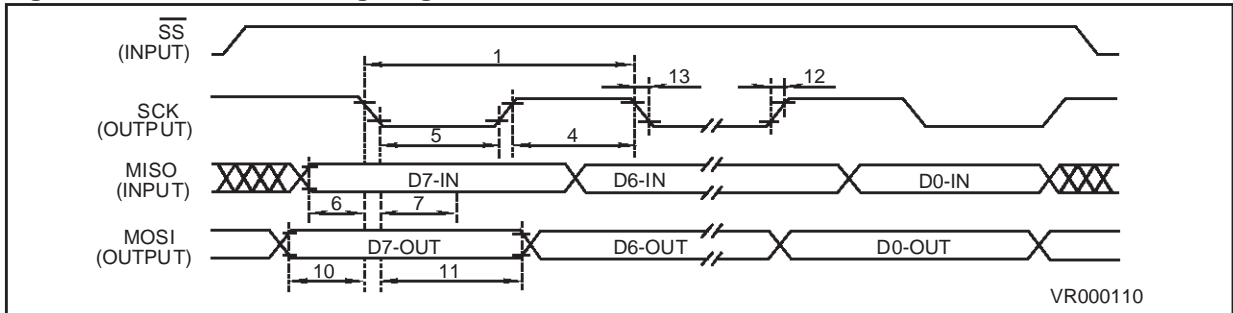 SS
(INPUT)
1
13
12
SCK
(OUTPUT)
5
4
MISO
(INPUT)
D7-IN
D6-IN
D0-IN
6
7
MOSI
(OUTPUT)
D7-OUT
D6-OUT
D0-OUT
10
11
VR000110